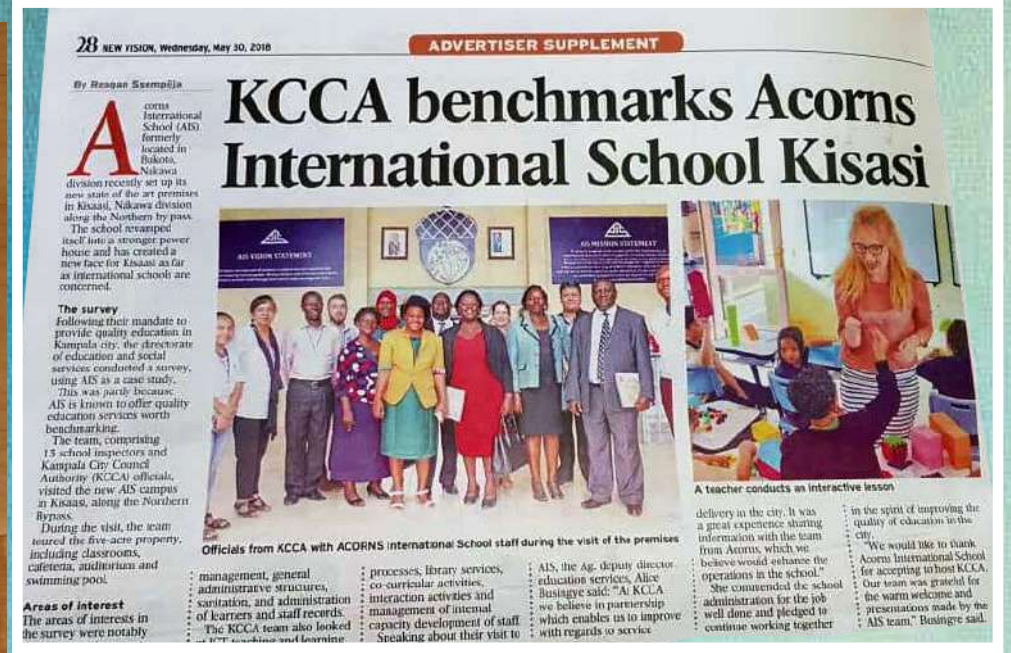 28 NEW VISION, Wednesday, May 30, 2018
ADVERTISER SUPPLEMENT
KCCA benchmarks Acorns
International School Kisasi
By Reagan Ssempijja
Acorns
International
School (AIS)
formerly
located in
Bukoto,
Nakawa
division recently set up its
new state of the art premises
in Kisaasi, Nakawa division
along the Northern by pass.
The school revamped
itself into a stronger power
house and has created a
new face for Kisaasi as far
as international schools are
concerned.
The survey
Following their mandate to
provide quality education in
Kampala city, the directorate
of education and social
services conducted a survey,
using AIS as a case study.
This was partly because
AIS is known to offer quality
education services worth
benchmarking.
The team, comprising
13 school inspectors and
Kampala City Council
Authority (KCCA) officials,
visited the new AIS campus
in Kisaasi, along the Northern
Bypass.
During the visit, the team
toured the five-acre property,
including classrooms,
cafeteria, auditorium and
swimming pool.
Areas of interest
The areas of interests in
the survey were notably
AIS VISION STATEMENT
AIS MISSION STATEMENT
Officials from KCCA with ACORNS International School staff during the visit of the premises
A teacher conducts an interactive lesson
management, general
administrative structures,
sanitation, and administration
of learners and staff records.
The KCCA team also looked
at ICT teaching and learning
processes, library services,
co-curricular activities,
interaction activities and
management of internal
capacity development of staff.
Speaking about their visit to
AIS, the Ag. deputy director
education services, Alice
Busingye said: "At KCCA
we believe in partnership
which enables us to improve
with regards to service
delivery in the city. It was
a great experience sharing
information with the team
from Acorns, which we
believe would enhance the
operations in the school."
She commended the school
administration for the job
well done and pledged to
continue working together
in the spirit of improving the
quality of education in the
city.
"We would like to thank
Acorns International School
for accepting to host KCCA.
Our team was grateful for
the warm welcome and
presentations made by the
AIS team," Busingye said.